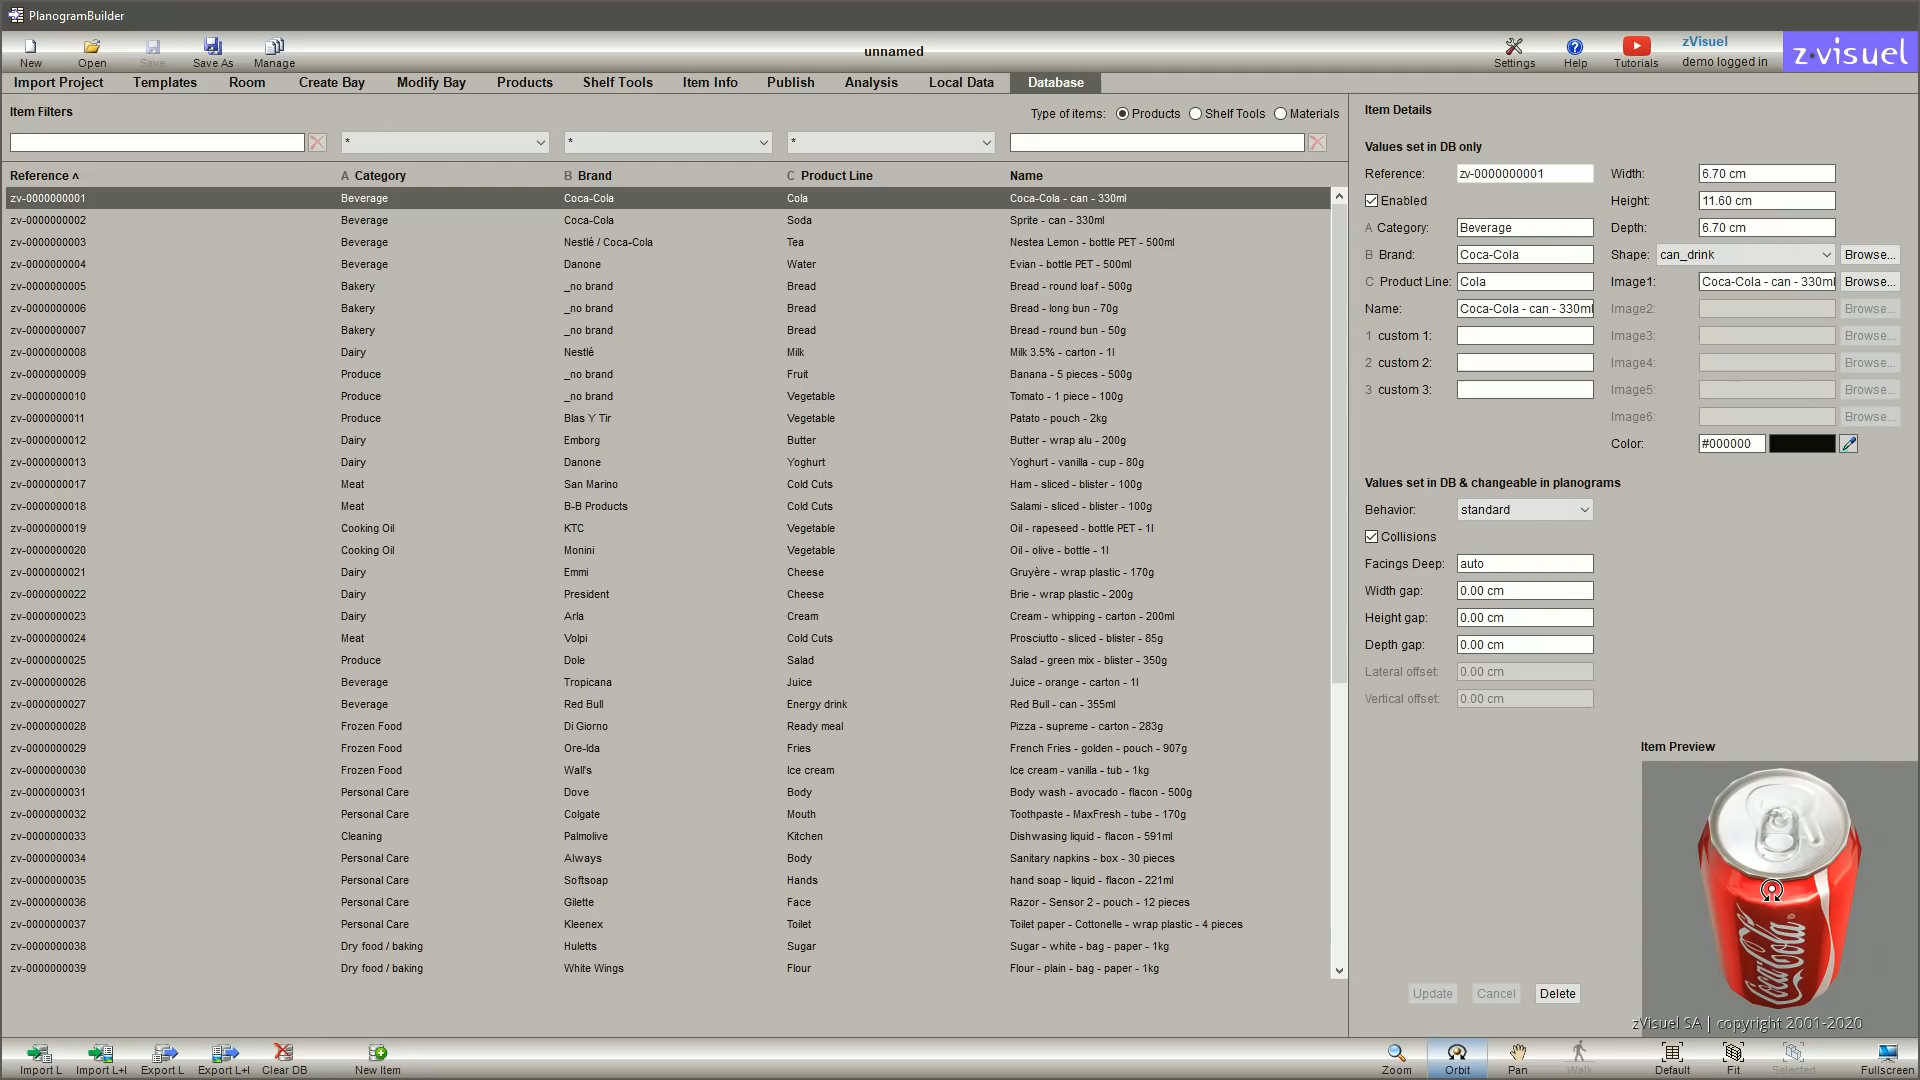 PlanogramBuilder
New Open Save Save As Manage
unnamed
Settings Help Tutorials
zVisuel
demo logged in
z·visuel
Import Project Templates Room Create Bay Modify Bay Products Shelf Tools Item Info Publish Analysis Local Data Database
Item Filters
Type of items: Products Shelf Tools Materials
* * *
Reference A Category B Brand C Product Line Name
zv-0000000001 Beverage Coca-Cola Cola Coca-Cola - can - 330ml
zv-0000000002 Beverage Coca-Cola Soda Sprite - can - 330ml
zv-0000000003 Beverage Nestlé / Coca-Cola Tea Nestea Lemon - bottle PET - 500ml
zv-0000000004 Beverage Danone Water Evian - bottle PET - 500ml
zv-0000000005 Bakery _no brand Bread Bread - round loaf - 500g
zv-0000000006 Bakery _no brand Bread Bread - long bun - 70g
zv-0000000007 Bakery _no brand Bread Bread - round bun - 50g
zv-0000000008 Dairy Nestlé Milk Milk 3.5% - carton - 1l
zv-0000000009 Produce _no brand Fruit Banana - 5 pieces - 500g
zv-0000000010 Produce _no brand Vegetable Tomato - 1 piece - 100g
zv-0000000011 Produce Blas Y Tir Vegetable Patato - pouch - 2kg
zv-0000000012 Dairy Emborg Butter Butter - wrap alu - 200g
zv-0000000013 Dairy Danone Yoghurt Yoghurt - vanilla - cup - 80g
zv-0000000017 Meat San Marino Cold Cuts Ham - sliced - blister - 100g
zv-0000000018 Meat B-B Products Cold Cuts Salami - sliced - blister - 100g
zv-0000000019 Cooking Oil KTC Vegetable Oil - rapeseed - bottle PET - 1l
zv-0000000020 Cooking Oil Monini Vegetable Oil - olive - bottle - 1l
zv-0000000021 Dairy Emmi Cheese Gruyère - wrap plastic - 170g
zv-0000000022 Dairy President Cheese Brie - wrap plastic - 200g
zv-0000000023 Dairy Arla Cream Cream - whipping - carton - 200ml
zv-0000000024 Meat Volpi Cold Cuts Prosciutto - sliced - blister - 85g
zv-0000000025 Produce Dole Salad Salad - green mix - blister - 350g
zv-0000000026 Beverage Tropicana Juice Juice - orange - carton - 1l
zv-0000000027 Beverage Red Bull Energy drink Red Bull - can - 355ml
zv-0000000028 Frozen Food Di Giorno Ready meal Pizza - supreme - carton - 283g
zv-0000000029 Frozen Food Ore-Ida Fries French Fries - golden - pouch - 907g
zv-0000000030 Frozen Food Wall's Ice cream Ice cream - vanilla - tub - 1kg
zv-0000000031 Personal Care Dove Body Body wash - avocado - flacon - 500g
zv-0000000032 Personal Care Colgate Mouth Toothpaste - MaxFresh - tube - 170g
zv-0000000033 Cleaning Palmolive Kitchen Dishwasing liquid - flacon - 591ml
zv-0000000034 Personal Care Always Body Sanitary napkins - box - 30 pieces
zv-0000000035 Personal Care Softsoap Hands hand soap - liquid - flacon - 221ml
zv-0000000036 Personal Care Gilette Face Razor - Sensor 2 - pouch - 12 pieces
zv-0000000037 Personal Care Kleenex Toilet Toilet paper - Cottonelle - wrap plastic - 4 pieces
zv-0000000038 Dry food / baking Huletts Sugar Sugar - white - bag - paper - 1kg
zv-0000000039 Dry food / baking White Wings Flour Flour - plain - bag - paper - 1kg
Item Details
Values set in DB only
Reference: zv-0000000001 Width: 6.70 cm
Enabled Height: 11.60 cm
A Category: Beverage Depth: 6.70 cm
B Brand: Coca-Cola Shape: can_drink Browse...
C Product Line: Cola Image1: Coca-Cola - can - 330ml Browse...
Name: Coca-Cola - can - 330ml Image2: Browse...
1 custom 1: Image3: Browse...
2 custom 2: Image4: Browse...
3 custom 3: Image5: Browse...
Image6: Browse...
Color: #000000
Values set in DB & changeable in planograms
Behavior: standard
Collisions
Facings Deep: auto
Width gap: 0.00 cm
Height gap: 0.00 cm
Depth gap: 0.00 cm
Lateral offset: 0.00 cm
Vertical offset: 0.00 cm
Item Preview
Coca-Cola
Update Cancel Delete
zVisuel SA | copyright 2001-2020
Import L Import L+I Export L Export L+I Clear DB New Item Zoom Orbit Pan Walk Default Fit Selected Fullscreen